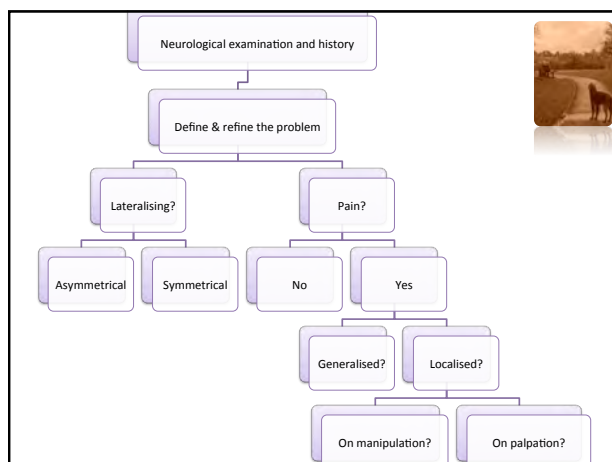 Neurological examination and history
Define & refine the problem
Lateralising?
Pain?
Asymmetrical
Symmetrical
No
Yes
Generalised?
Localised?
On manipulation?
On palpation?